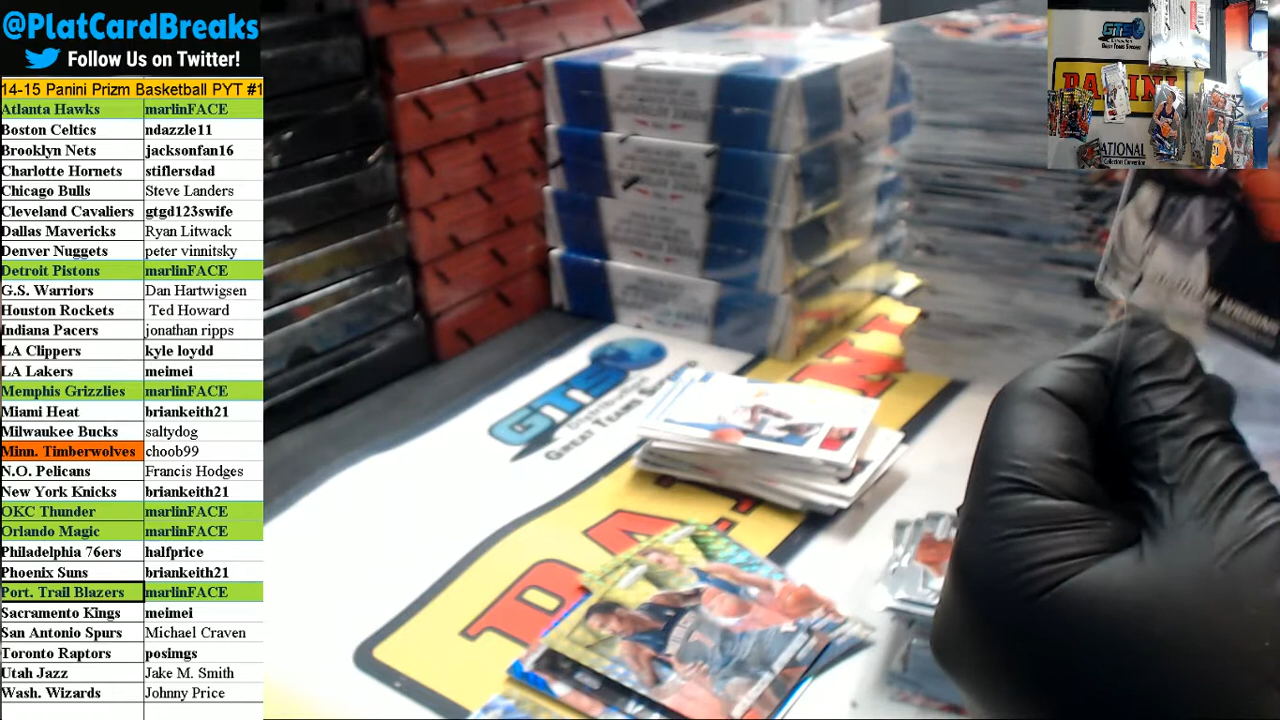 @PlatCardBreaks
Follow Us on Twitter!
14-15 Panini Prizm Basketball PYT #1
Atlanta Hawks marlinFACE
Boston Celtics ndazzle11
Brooklyn Nets jacksonfan16
Charlotte Hornets stiflersdad
Chicago Bulls Steve Landers
Cleveland Cavaliers gtgd123swife
Dallas Mavericks Ryan Litwack
Denver Nuggets peter vinnitsky
Detroit Pistons marlinFACE
G.S. Warriors Dan Hartwigsen
Houston Rockets Ted Howard
Indiana Pacers jonathan ripps
LA Clippers kyle loydd
LA Lakers meimei
Memphis Grizzlies marlinFACE
Miami Heat briankeith21
Milwaukee Bucks saltydog
Minn. Timberwolves choob99
N.O. Pelicans Francis Hodges
New York Knicks briankeith21
OKC Thunder marlinFACE
Orlando Magic marlinFACE
Philadelphia 76ers halfprice
Phoenix Suns briankeith21
Port. Trail Blazers marlinFACE
Sacramento Kings meimei
San Antonio Spurs Michael Craven
Toronto Raptors posimgs
Utah Jazz Jake M. Smith
Wash. Wizards Johnny Price
GTS
GREAT TEAMS SUCCEED
GTS
GREAT TEAMS SUCCEED
PANINI
WIGGINS